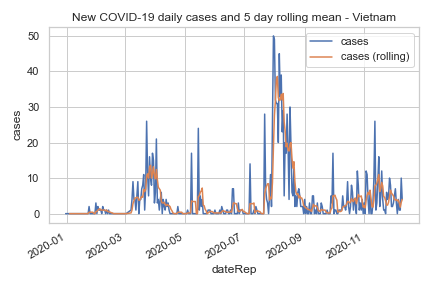 New COVID-19 daily cases and 5 day rolling mean - Vietnam
cases
cases (rolling)
50
40
30
20
10
0
cases
2020-01
2020-03
2020-05
2020-07
2020-09
2020-11
dateRep